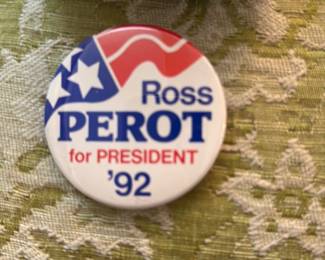 Ross
PEROT
for PRESIDENT
'92